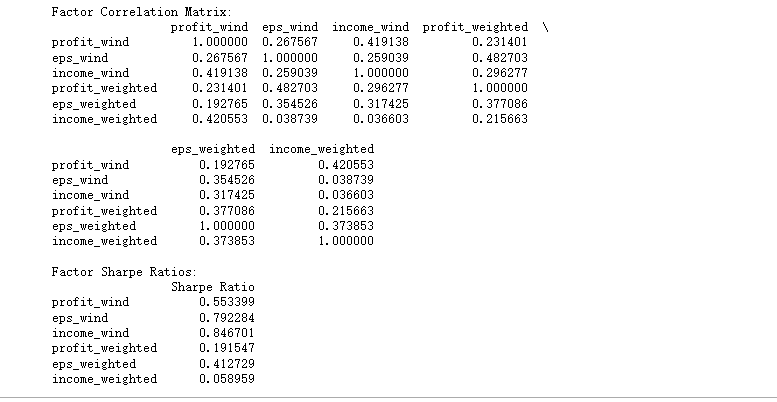 Factor Correlation Matrix:
profit_wind eps_wind income_wind profit_weighted \
profit_wind 1.000000 0.267567 0.419138 0.231401
eps_wind 0.267567 1.000000 0.259039 0.482703
income_wind 0.419138 0.259039 1.000000 0.296277
profit_weighted 0.231401 0.482703 0.296277 1.000000
eps_weighted 0.192765 0.354526 0.317425 0.377086
income_weighted 0.420553 0.038739 0.036603 0.215663
eps_weighted income_weighted
profit_wind 0.192765 0.420553
eps_wind 0.354526 0.038739
income_wind 0.317425 0.036603
profit_weighted 0.377086 0.215663
eps_weighted 1.000000 0.373853
income_weighted 0.373853 1.000000
Factor Sharpe Ratios:
Sharpe Ratio
profit_wind 0.553399
eps_wind 0.792284
income_wind 0.846701
profit_weighted 0.191547
eps_weighted 0.412729
income_weighted 0.058959